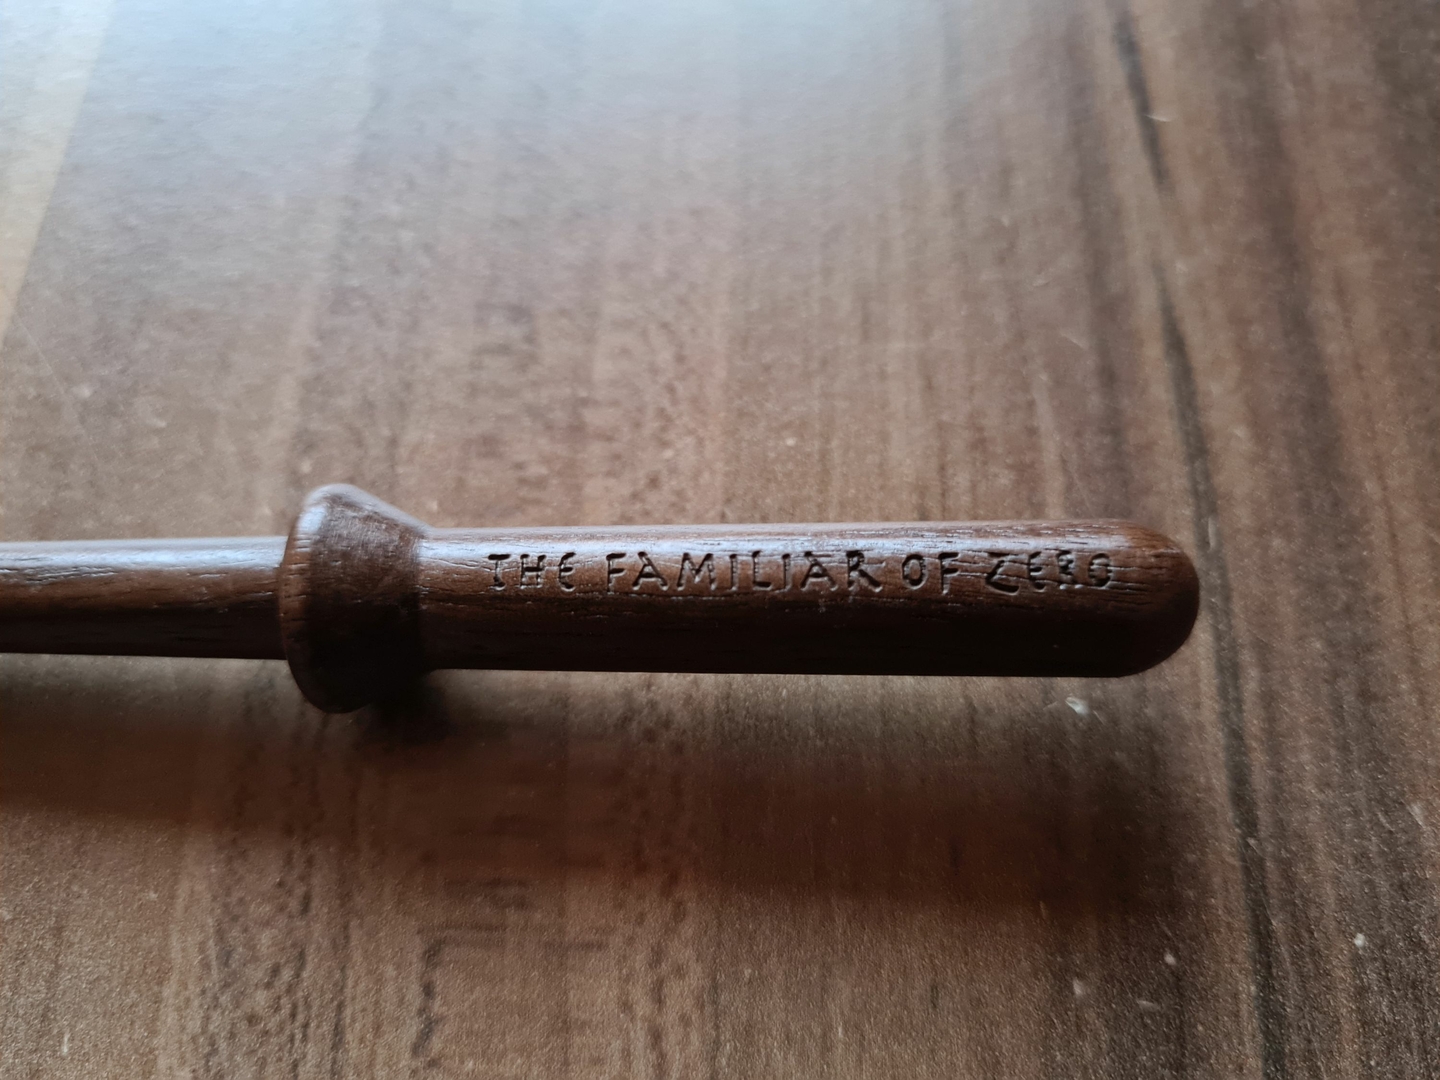 THE FAMILIAR OF ZERO